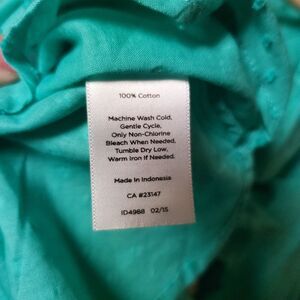 100% Cotton
Machine Wash Cold,
Gentle Cycle,
Only Non-Chlorine
Bleach When Needed,
Tumble Dry Low,
Warm Iron If Needed.
Made In Indonesia
CA #23147
ID4988 02/15